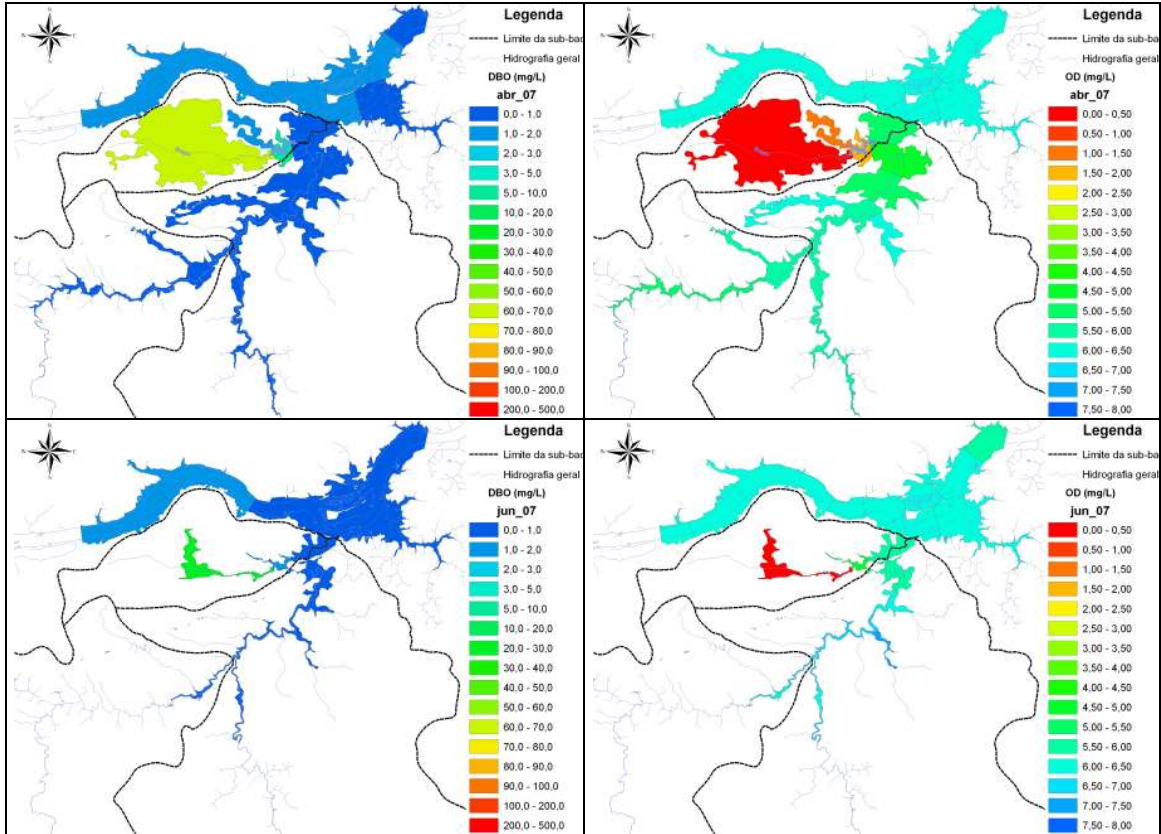 Legenda
Limite da sub-bac
Hidrografia geral
DBO (mg/L)
abr_07
0,0 - 1,0
1,0 - 2,0
2,0 - 3,0
3,0 - 5,0
5,0 - 10,0
10,0 - 20,0
20,0 - 30,0
30,0 - 40,0
40,0 - 50,0
50,0 - 60,0
60,0 - 70,0
70,0 - 80,0
80,0 - 90,0
90,0 - 100,0
100,0 - 200,0
200,0 - 500,0
Legenda
Limite da sub-bac
Hidrografia geral
OD (mg/L)
abr_07
0,00 - 0,50
0,50 - 1,00
1,00 - 1,50
1,50 - 2,00
2,00 - 2,50
2,50 - 3,00
3,00 - 3,50
3,50 - 4,00
4,00 - 4,50
4,50 - 5,00
5,00 - 5,50
5,50 - 6,00
6,00 - 6,50
6,50 - 7,00
7,00 - 7,50
7,50 - 8,00
Legenda
Limite da sub-bac
Hidrografia geral
DBO (mg/L)
jun_07
0,0 - 1,0
1,0 - 2,0
2,0 - 3,0
3,0 - 5,0
5,0 - 10,0
10,0 - 20,0
20,0 - 30,0
30,0 - 40,0
40,0 - 50,0
50,0 - 60,0
60,0 - 70,0
70,0 - 80,0
80,0 - 90,0
90,0 - 100,0
100,0 - 200,0
200,0 - 500,0
Legenda
Limite da sub-bac
Hidrografia geral
OD (mg/L)
jun_07
0,00 - 0,50
0,50 - 1,00
1,00 - 1,50
1,50 - 2,00
2,00 - 2,50
2,50 - 3,00
3,00 - 3,50
3,50 - 4,00
4,00 - 4,50
4,50 - 5,00
5,00 - 5,50
5,50 - 6,00
6,00 - 6,50
6,50 - 7,00
7,00 - 7,50
7,50 - 8,00